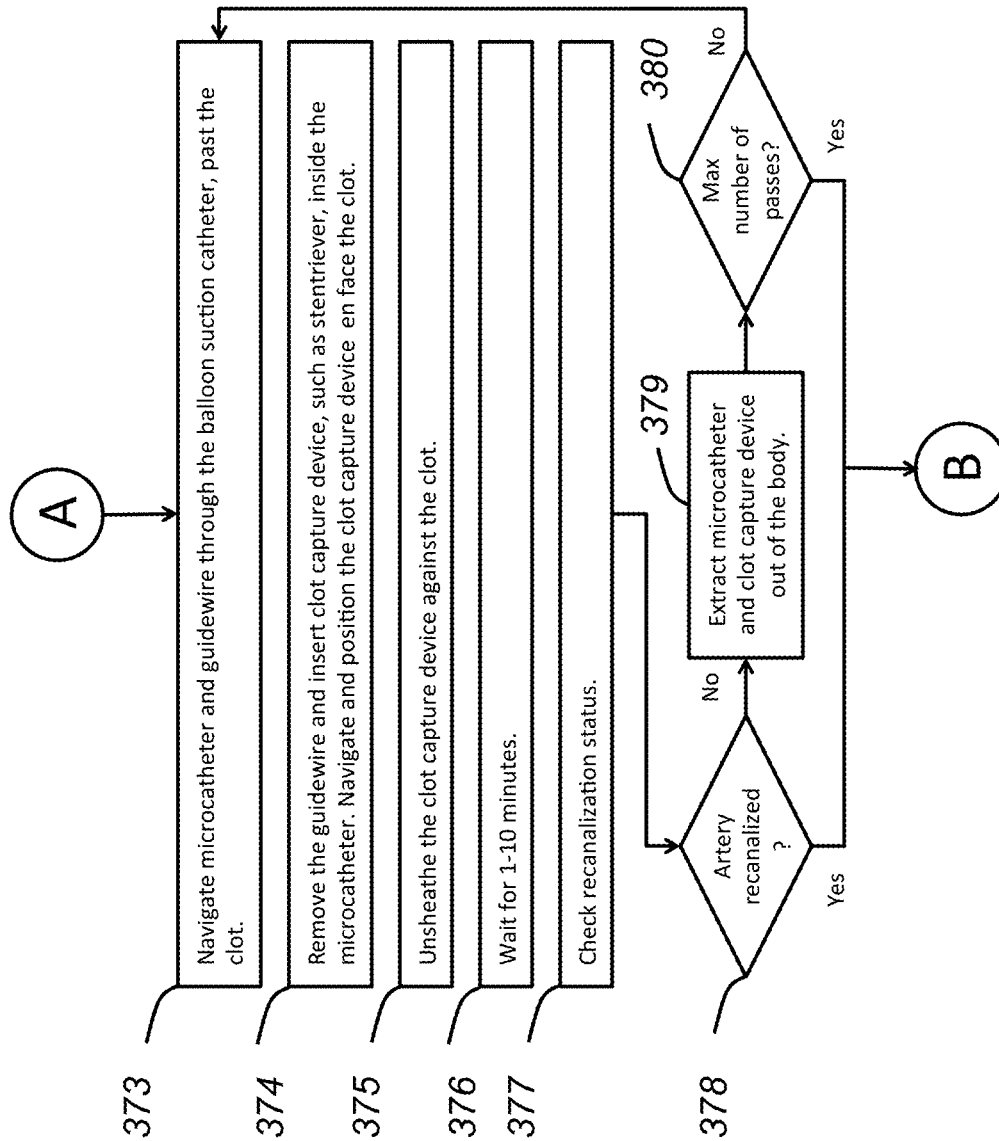 A
373
Navigate microcatheter and guidewire through the balloon suction catheter, past the
clot.
374
Remove the guidewire and insert clot capture device, such as stentriever, inside the
microcatheter. Navigate and position the clot capture device en face the clot.
375
Unsheathe the clot capture device against the clot.
376
Wait for 1-10 minutes.
377
Check recanalization status.
378
Artery
recanalized
?
No
Yes
379
Extract microcatheter
and clot capture device
out of the body.
380
Max
number of
passes?
No
Yes
B